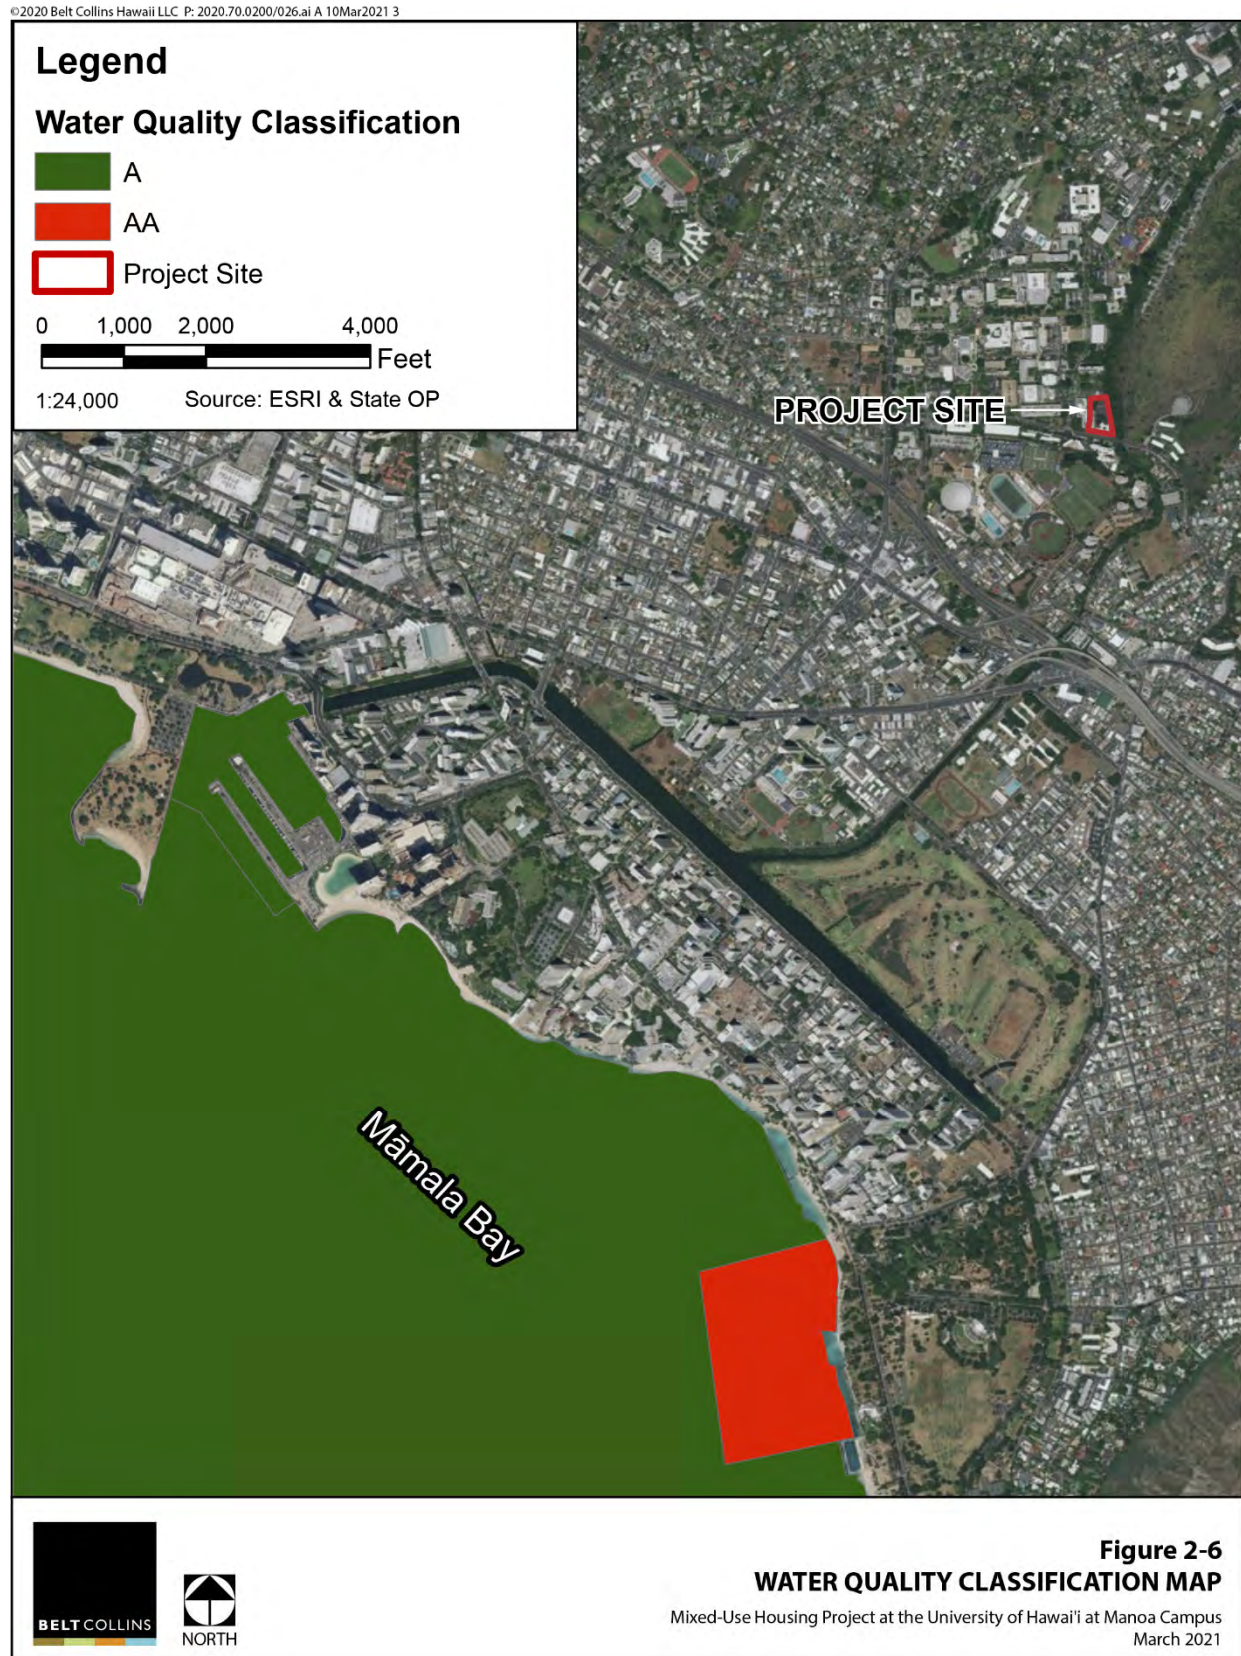 ©2020 Belt Collins Hawaii LLC P: 2020.70.0200/026.ai A 10Mar2021 3
Legend
Water Quality Classification
A
AA
Project Site
0 1,000 2,000 4,000
Feet
1:24,000 Source: ESRI & State OP
PROJECT SITE
Māmala Bay
BELT COLLINS
NORTH
Figure 2-6
WATER QUALITY CLASSIFICATION MAP
Mixed-Use Housing Project at the University of Hawai'i at Manoa Campus
March 2021